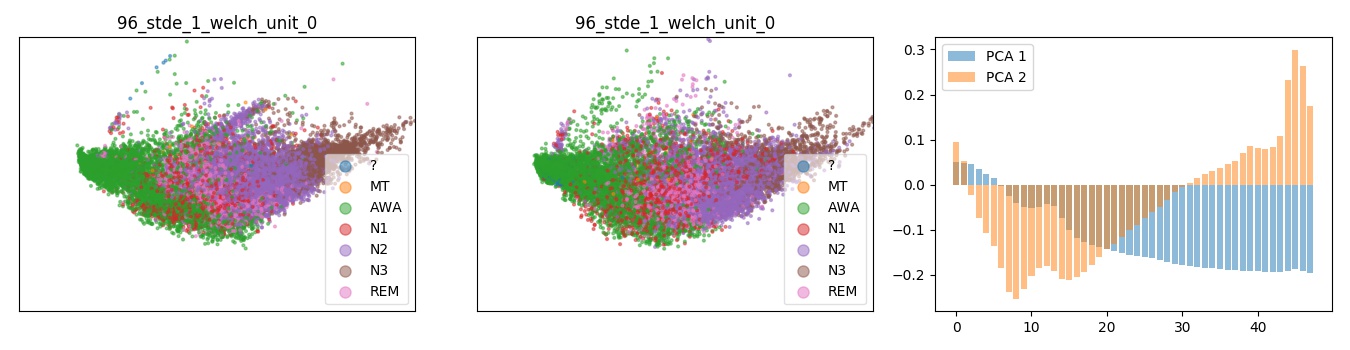 96_stde_1_welch_unit_0
?
MT
AWA
N1
N2
N3
REM
96_stde_1_welch_unit_0
?
MT
AWA
N1
N2
N3
REM
PCA 1
PCA 2
0.3
0.2
0.1
0.0
−0.1
−0.2
0 10 20 30 40